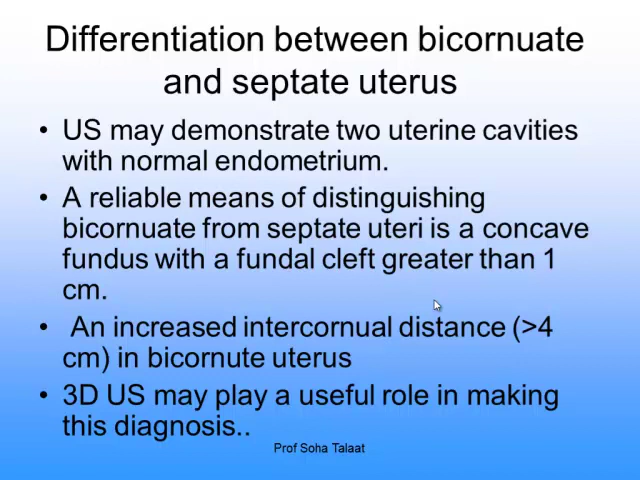 Differentiation between bicornuate
and septate uterus
• US may demonstrate two uterine cavities
with normal endometrium.
• A reliable means of distinguishing
bicornuate from septate uteri is a concave
fundus with a fundal cleft greater than 1
cm.
• An increased intercornual distance (>4
cm) in bicornute uterus
• 3D US may play a useful role in making
this diagnosis..
Prof Soha Talaat